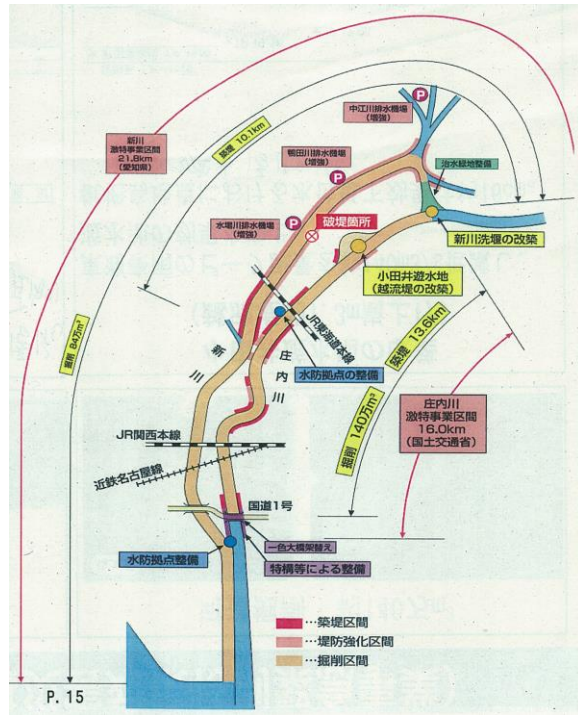 中江川排水機場
(増強)
P
新川
激特事業区間
21.8km
(愛知県)
築堤 10.1km
鴨田川排水機場
(増強)
P
治水緑地整備
水場川排水機場
(増強)
P
破堤箇所
新川洗堰の改築
小田井遊水地
(越流堤の改築)
掘削 84万m³
JR東海道本線
築堤 13.6km
新川
庄内川
水防拠点の整備
庄内川
激特事業区間
16.0km
(国土交通省)
掘削 140万m³
JR関西本線
近鉄名古屋線
国道1号
一色大橋架替え
水防拠点整備
特構等による整備
…築堤区間
…堤防強化区間
…掘削区間
P.15